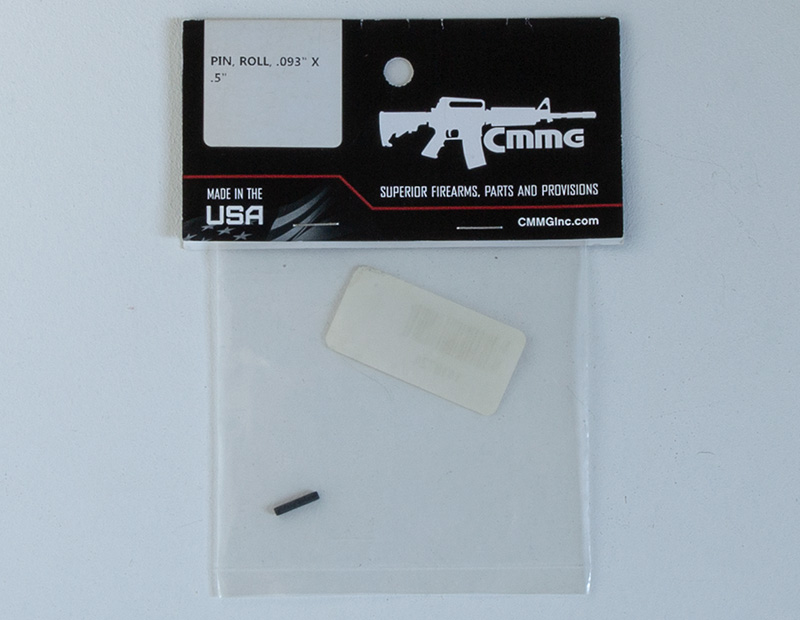 PIN, ROLL, .093" X
.5"
CMMG
MADE IN THE
USA
SUPERIOR FIREARMS, PARTS AND PROVISIONS
CMMGInc.com